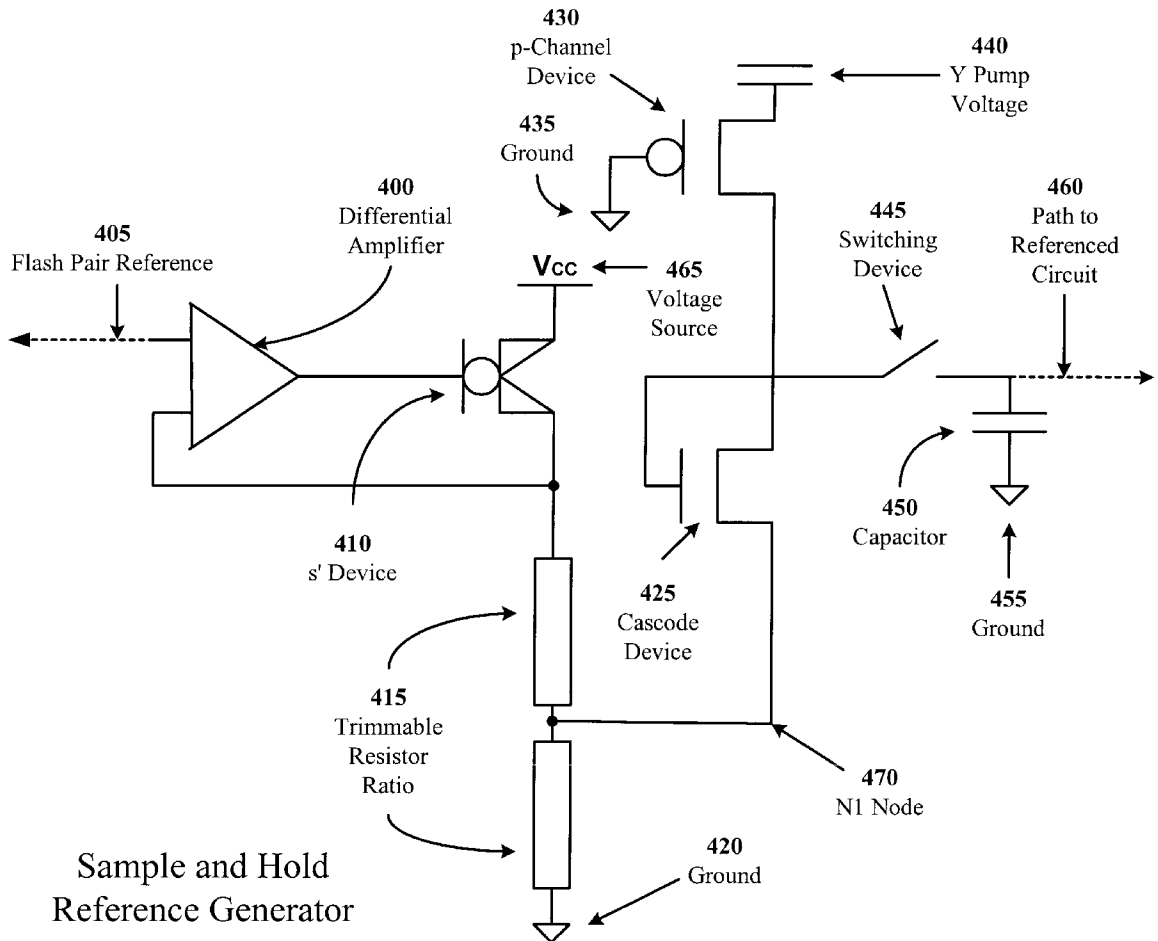 430
p-Channel
Device
440
Y Pump
Voltage
435
Ground
400
Differential
Amplifier
405
Flash Pair Reference
445
Switching
Device
460
Path to
Referenced
Circuit
Vcc
465
Voltage
Source
410
s' Device
450
Capacitor
425
Cascode
Device
455
Ground
415
Trimmable
Resistor
Ratio
470
N1 Node
420
Ground
Sample and Hold
Reference Generator